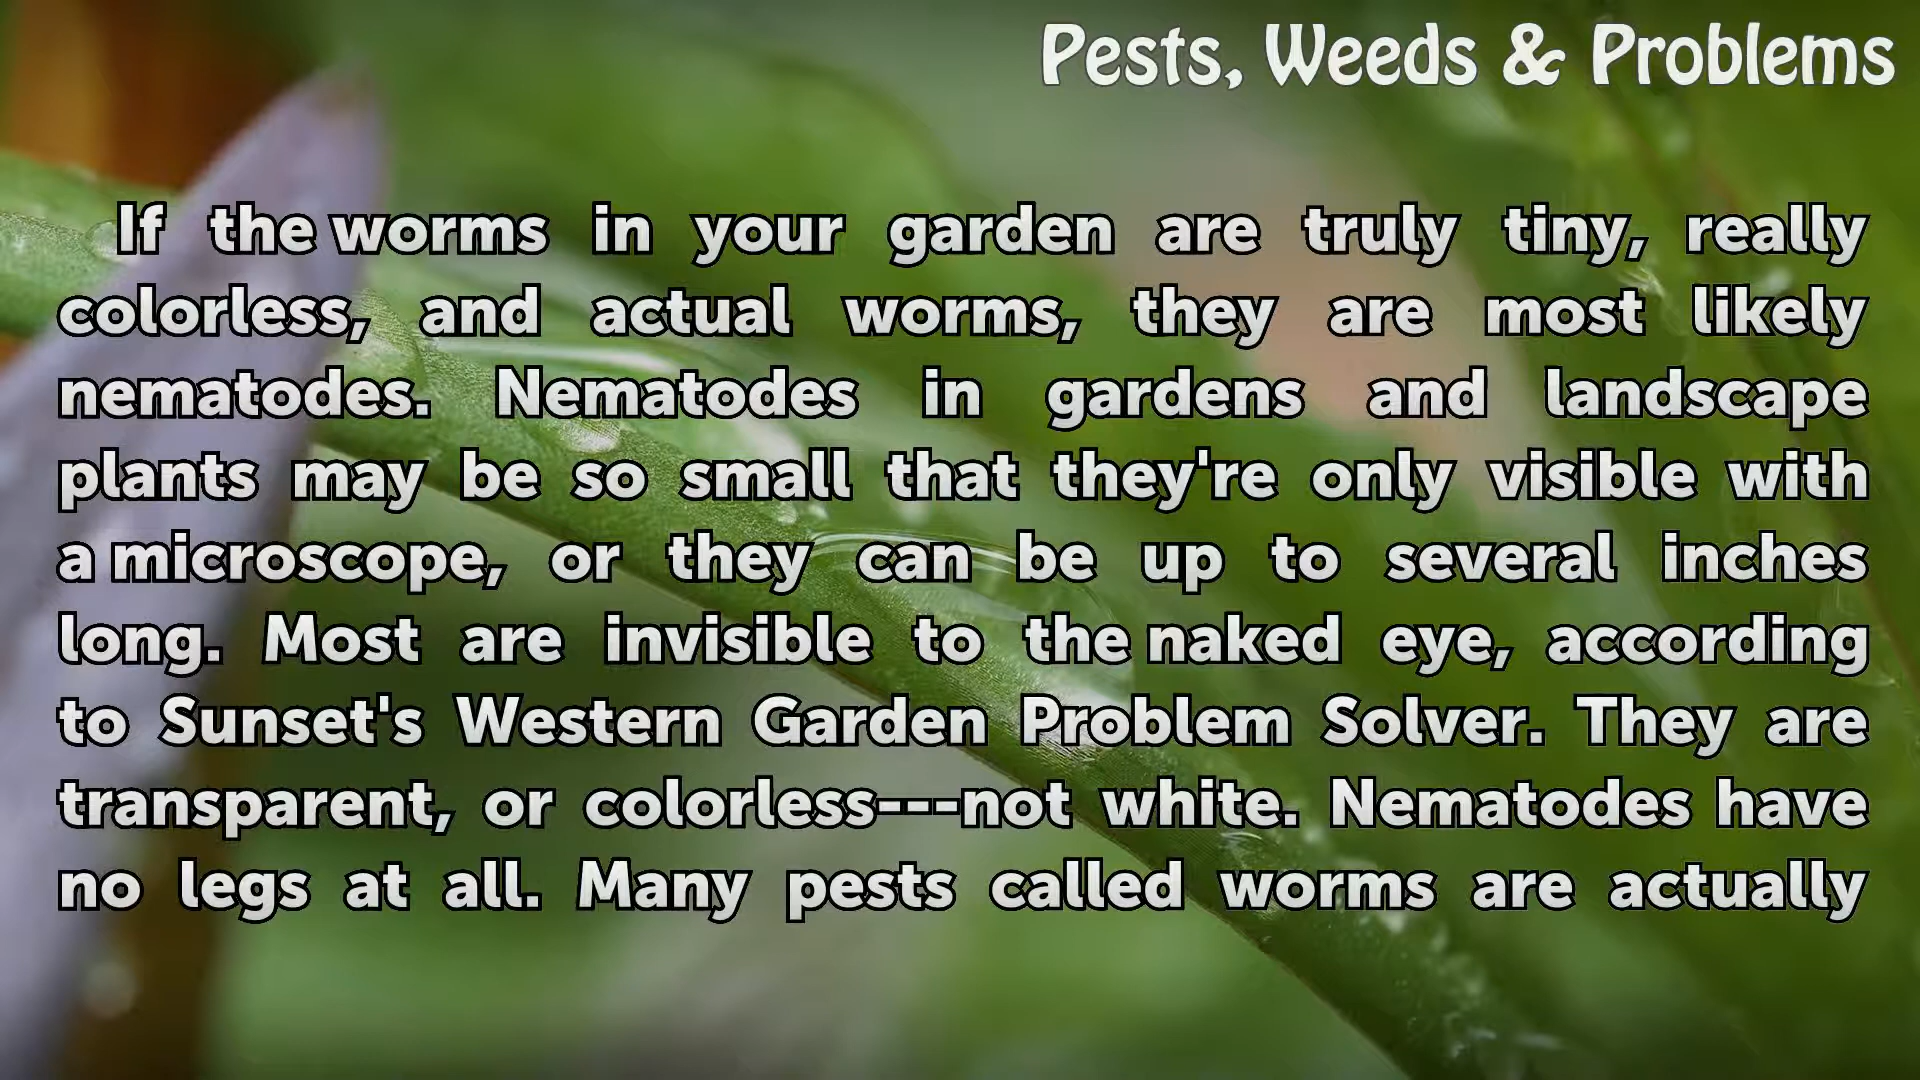 Pests, Weeds & Problems
If the worms in your garden are truly tiny, really
colorless, and actual worms, they are most likely
nematodes. Nematodes in gardens and landscape
plants may be so small that they're only visible with
a microscope, or they can be up to several inches
long. Most are invisible to the naked eye, according
to Sunset's Western Garden Problem Solver. They are
transparent, or colorless---not white. Nematodes have
no legs at all. Many pests called worms are actually